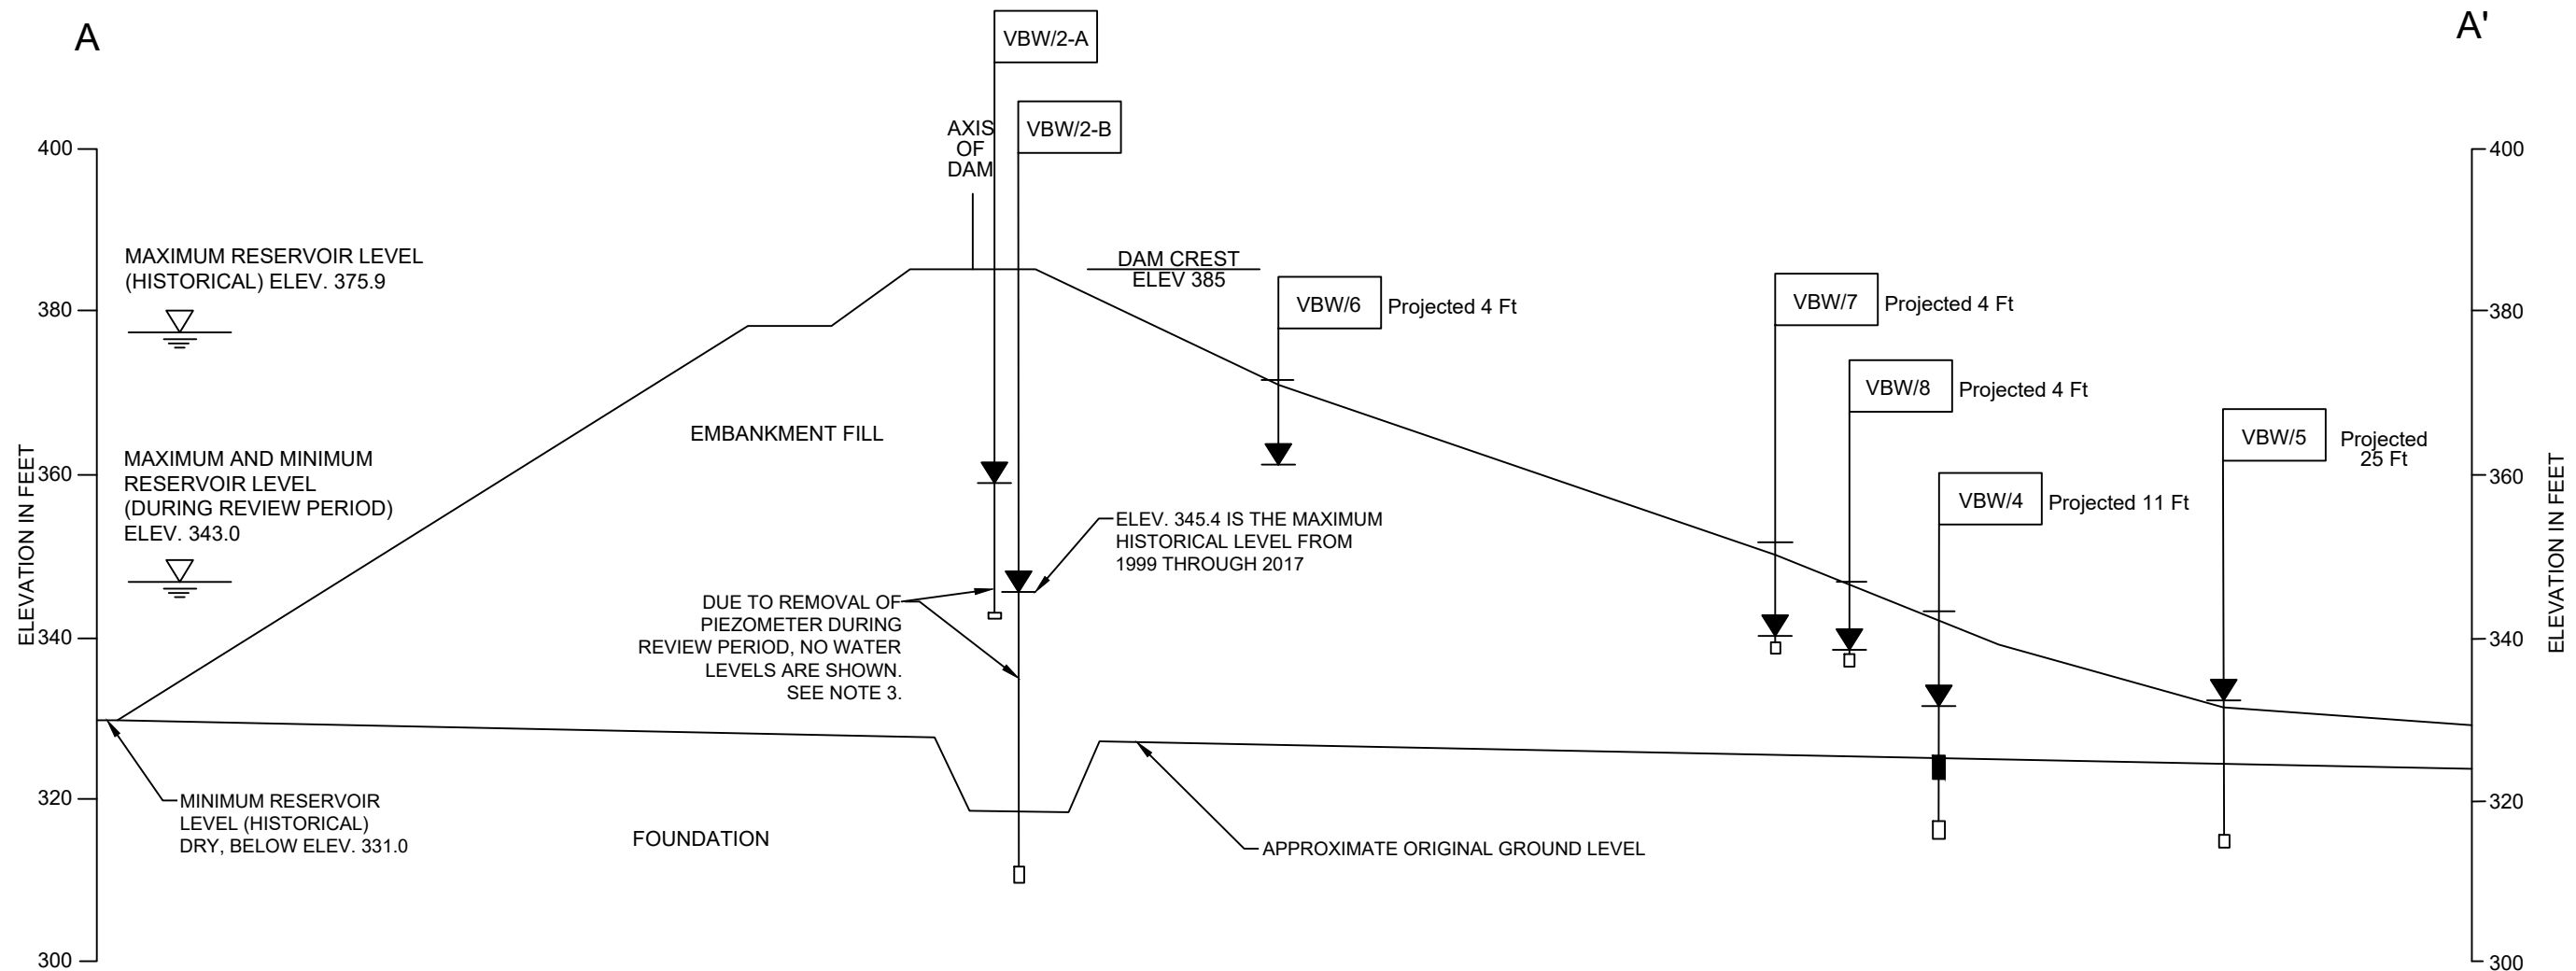 A
A'
VBW/2-A
VBW/2-B
AXIS
OF
DAM
400
400
MAXIMUM RESERVOIR LEVEL
(HISTORICAL) ELEV. 375.9
DAM CREST
ELEV 385
VBW/6 Projected 4 Ft
VBW/7 Projected 4 Ft
380
380
VBW/8 Projected 4 Ft
EMBANKMENT FILL
VBW/5 Projected
25 Ft
MAXIMUM AND MINIMUM
RESERVOIR LEVEL
(DURING REVIEW PERIOD)
ELEV. 343.0
360
360
VBW/4 Projected 11 Ft
ELEVATION IN FEET
ELEVATION IN FEET
ELEV. 345.4 IS THE MAXIMUM
HISTORICAL LEVEL FROM
1999 THROUGH 2017
DUE TO REMOVAL OF
PIEZOMETER DURING
REVIEW PERIOD, NO WATER
LEVELS ARE SHOWN.
SEE NOTE 3.
340
340
320
320
MINIMUM RESERVOIR
LEVEL (HISTORICAL)
DRY, BELOW ELEV. 331.0
FOUNDATION
APPROXIMATE ORIGINAL GROUND LEVEL
300
300